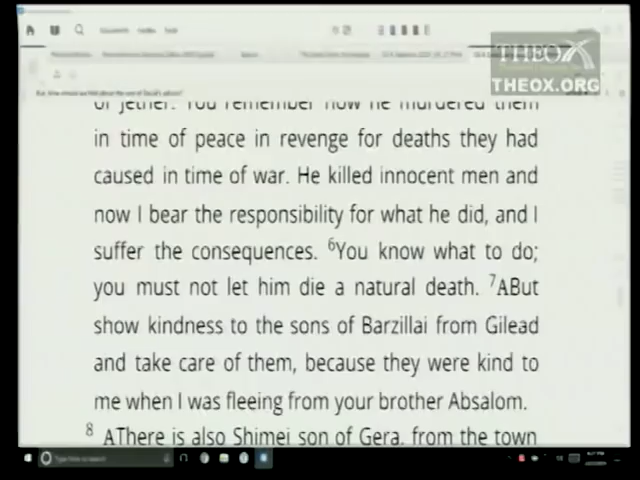 THEOX
THEOX.ORG
of Jether. You remember how he murdered them
in time of peace in revenge for deaths they had
caused in time of war. He killed innocent men and
now I bear the responsibility for what he did, and I
suffer the consequences. ⁶You know what to do;
you must not let him die a natural death. ⁷ABut
show kindness to the sons of Barzillai from Gilead
and take care of them, because they were kind to
me when I was fleeing from your brother Absalom.
⁸ AThere is also Shimei son of Gera, from the town
Type here to search